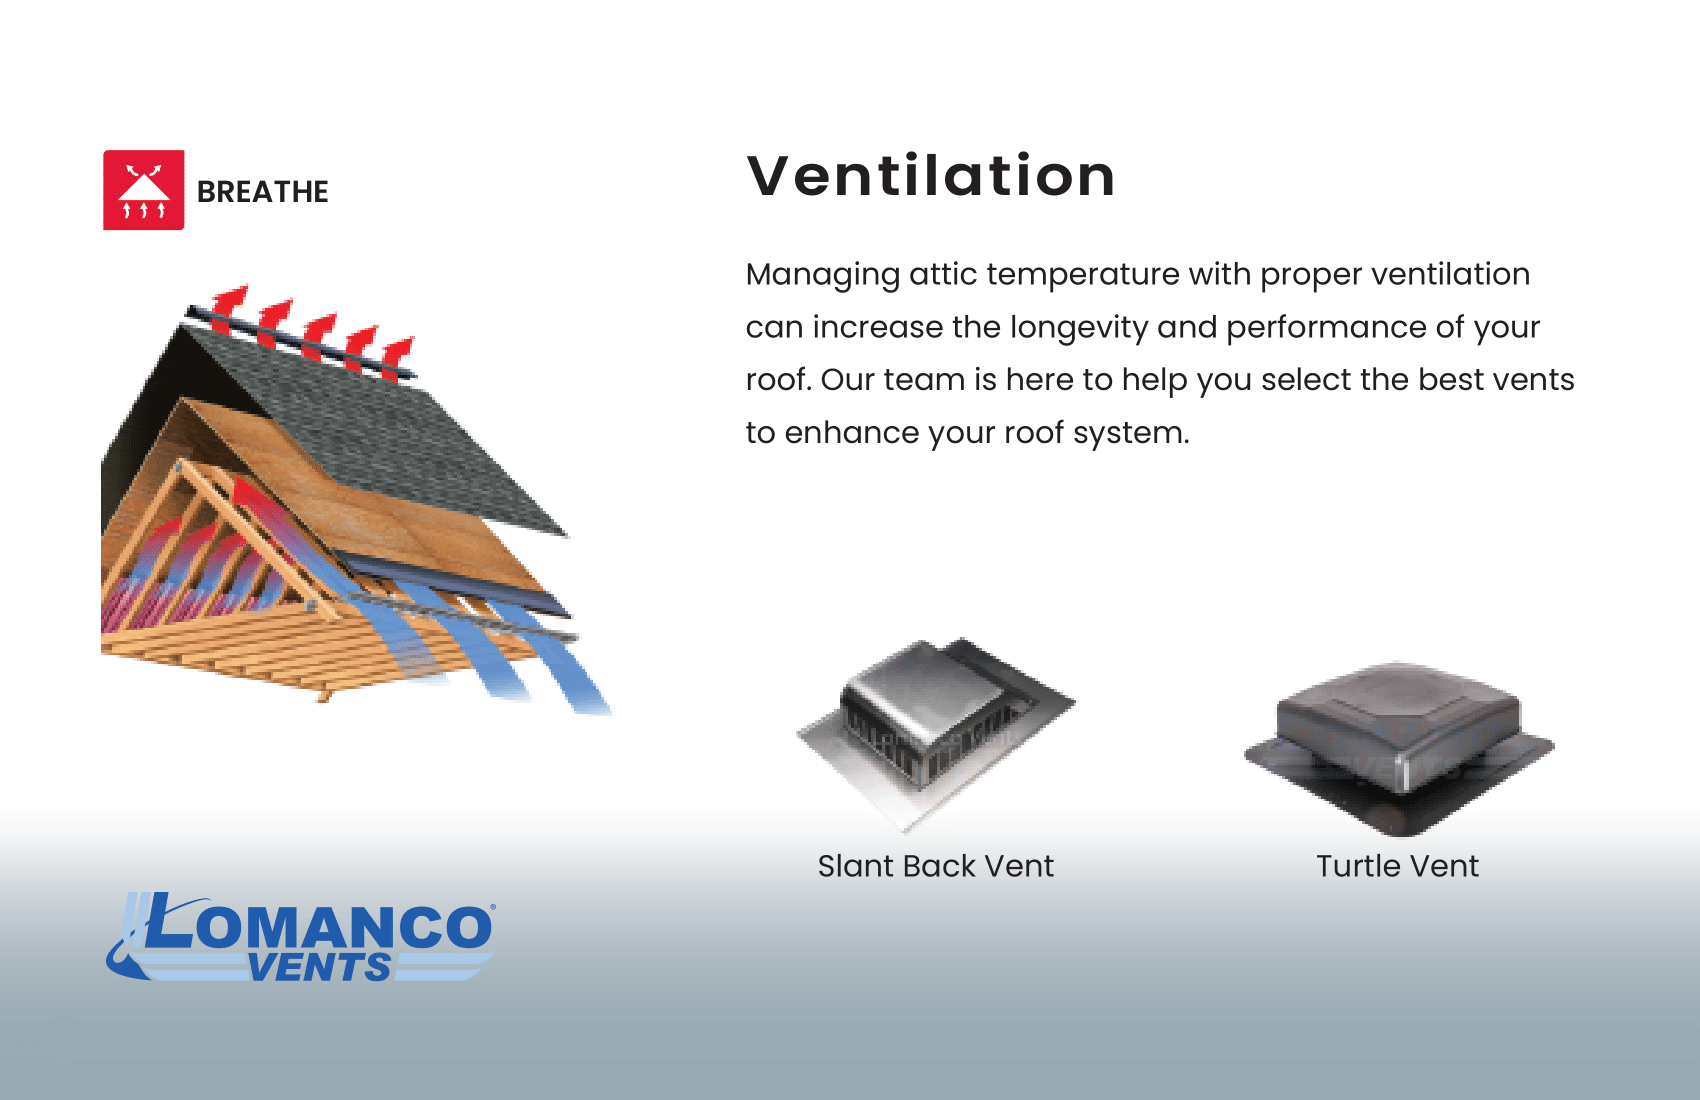 BREATHE
Ventilation
Managing attic temperature with proper ventilation
can increase the longevity and performance of your
roof. Our team is here to help you select the best vents
to enhance your roof system.
Slant Back Vent
Turtle Vent
LOMANCO®
VENTS